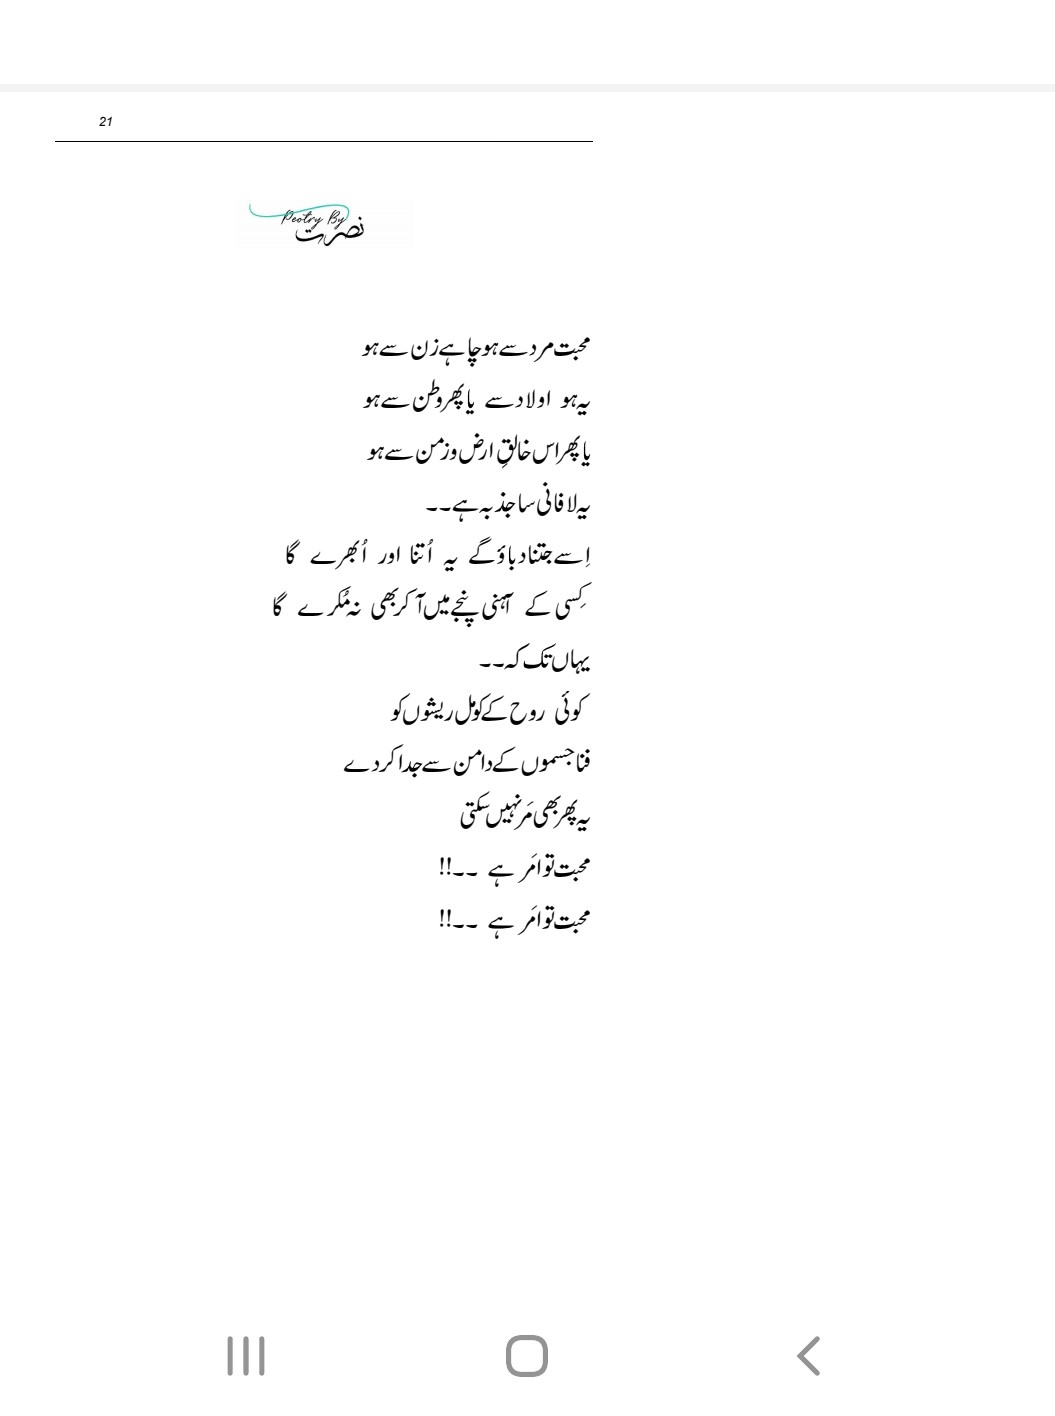 21
Peotry By
نصرت
محبت مرد سے ہو چاہے زن سے ہو
یہ ہو اولاد سے یا پھر وطن سے ہو
یا پھر اس خالقِ ارض و زمن سے ہو
یہ لافانی سا جذبہ ہے۔۔
اِسے جتنا دباؤ گے یہ اُتنا اور اُبھرے گا
کِسی کے آہنی پنجے میں آ کر بھی نہ مُکرے گا
یہاں تک کہ۔۔
کوئی روح کے کومل ریشوں کو
فنا جسموں کے دامن سے جدا کر دے
یہ پھر بھی مَر نہیں سکتی
محبت تو امَر ہے ۔۔!!
محبت تو امَر ہے ۔۔!!